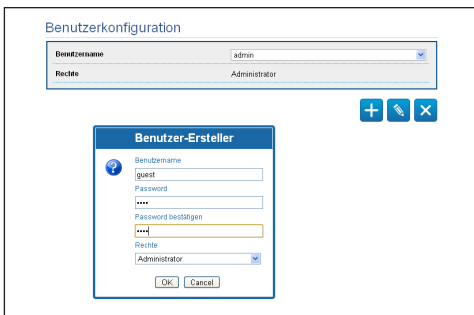 Benutzerkonfiguration
Benutzername admin
Rechte Administrator
Benutzer-Ersteller
Benutzername
guest
Password
••••
Password bestätigen
••••
Rechte
Administrator
OK Cancel